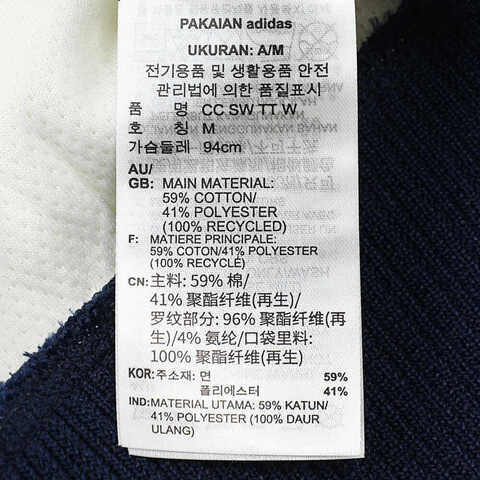 PAKAIAN adidas
UKURAN: A/M
전기용품 및 생활용품 안전
관리법에 의한 품질표시
품 명 CC SW TT W
호 칭 M
가슴둘레 94cm
AU/
GB: MAIN MATERIAL:
59% COTTON/
41% POLYESTER
(100% RECYCLED)
F: MATIERE PRINCIPALE:
59% COTON/41% POLYESTER
(100% RECYCLÉ)
CN: 主料: 59% 棉/
41% 聚酯纤维(再生)/
罗纹部分: 96% 聚酯纤维(再
生)/4% 氨纶/口袋里料:
100% 聚酯纤维(再生)
KOR: 주소재: 면 59%
폴리에스터 41%
IND: MATERIAL UTAMA: 59% KATUN/
41% POLYESTER (100% DAUR
ULANG)